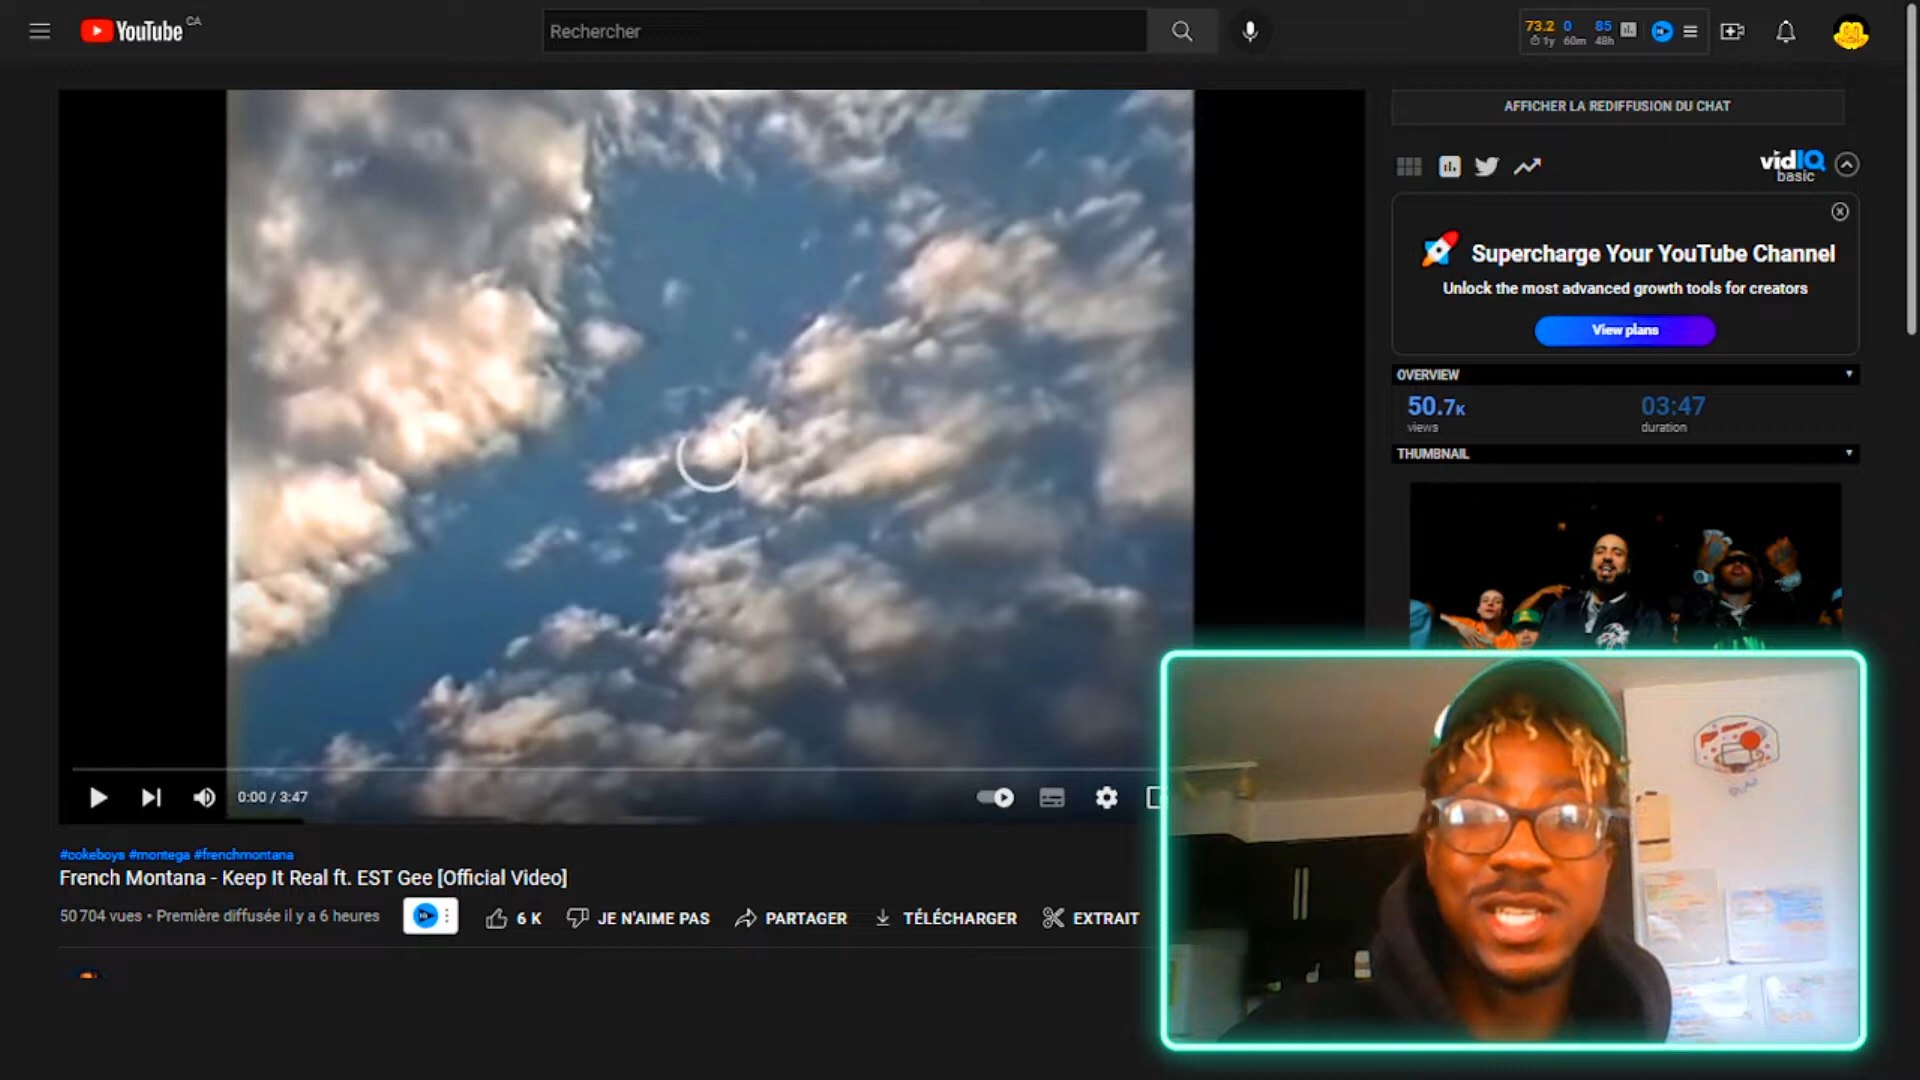 YouTube CA
Rechercher
73.2 0 85
1y 60m 48h
AFFICHER LA REDIFFUSION DU CHAT
vidIQ
basic
Supercharge Your YouTube Channel
Unlock the most advanced growth tools for creators
View plans
OVERVIEW
50.7K 03:47
views duration
THUMBNAIL
0:00 / 3:47
#cokeboys #montega #frenchmontana
French Montana - Keep It Real ft. EST Gee [Official Video]
50 704 vues • Première diffusée il y a 6 heures
6 K JE N'AIME PAS PARTAGER TÉLÉCHARGER EXTRAIT